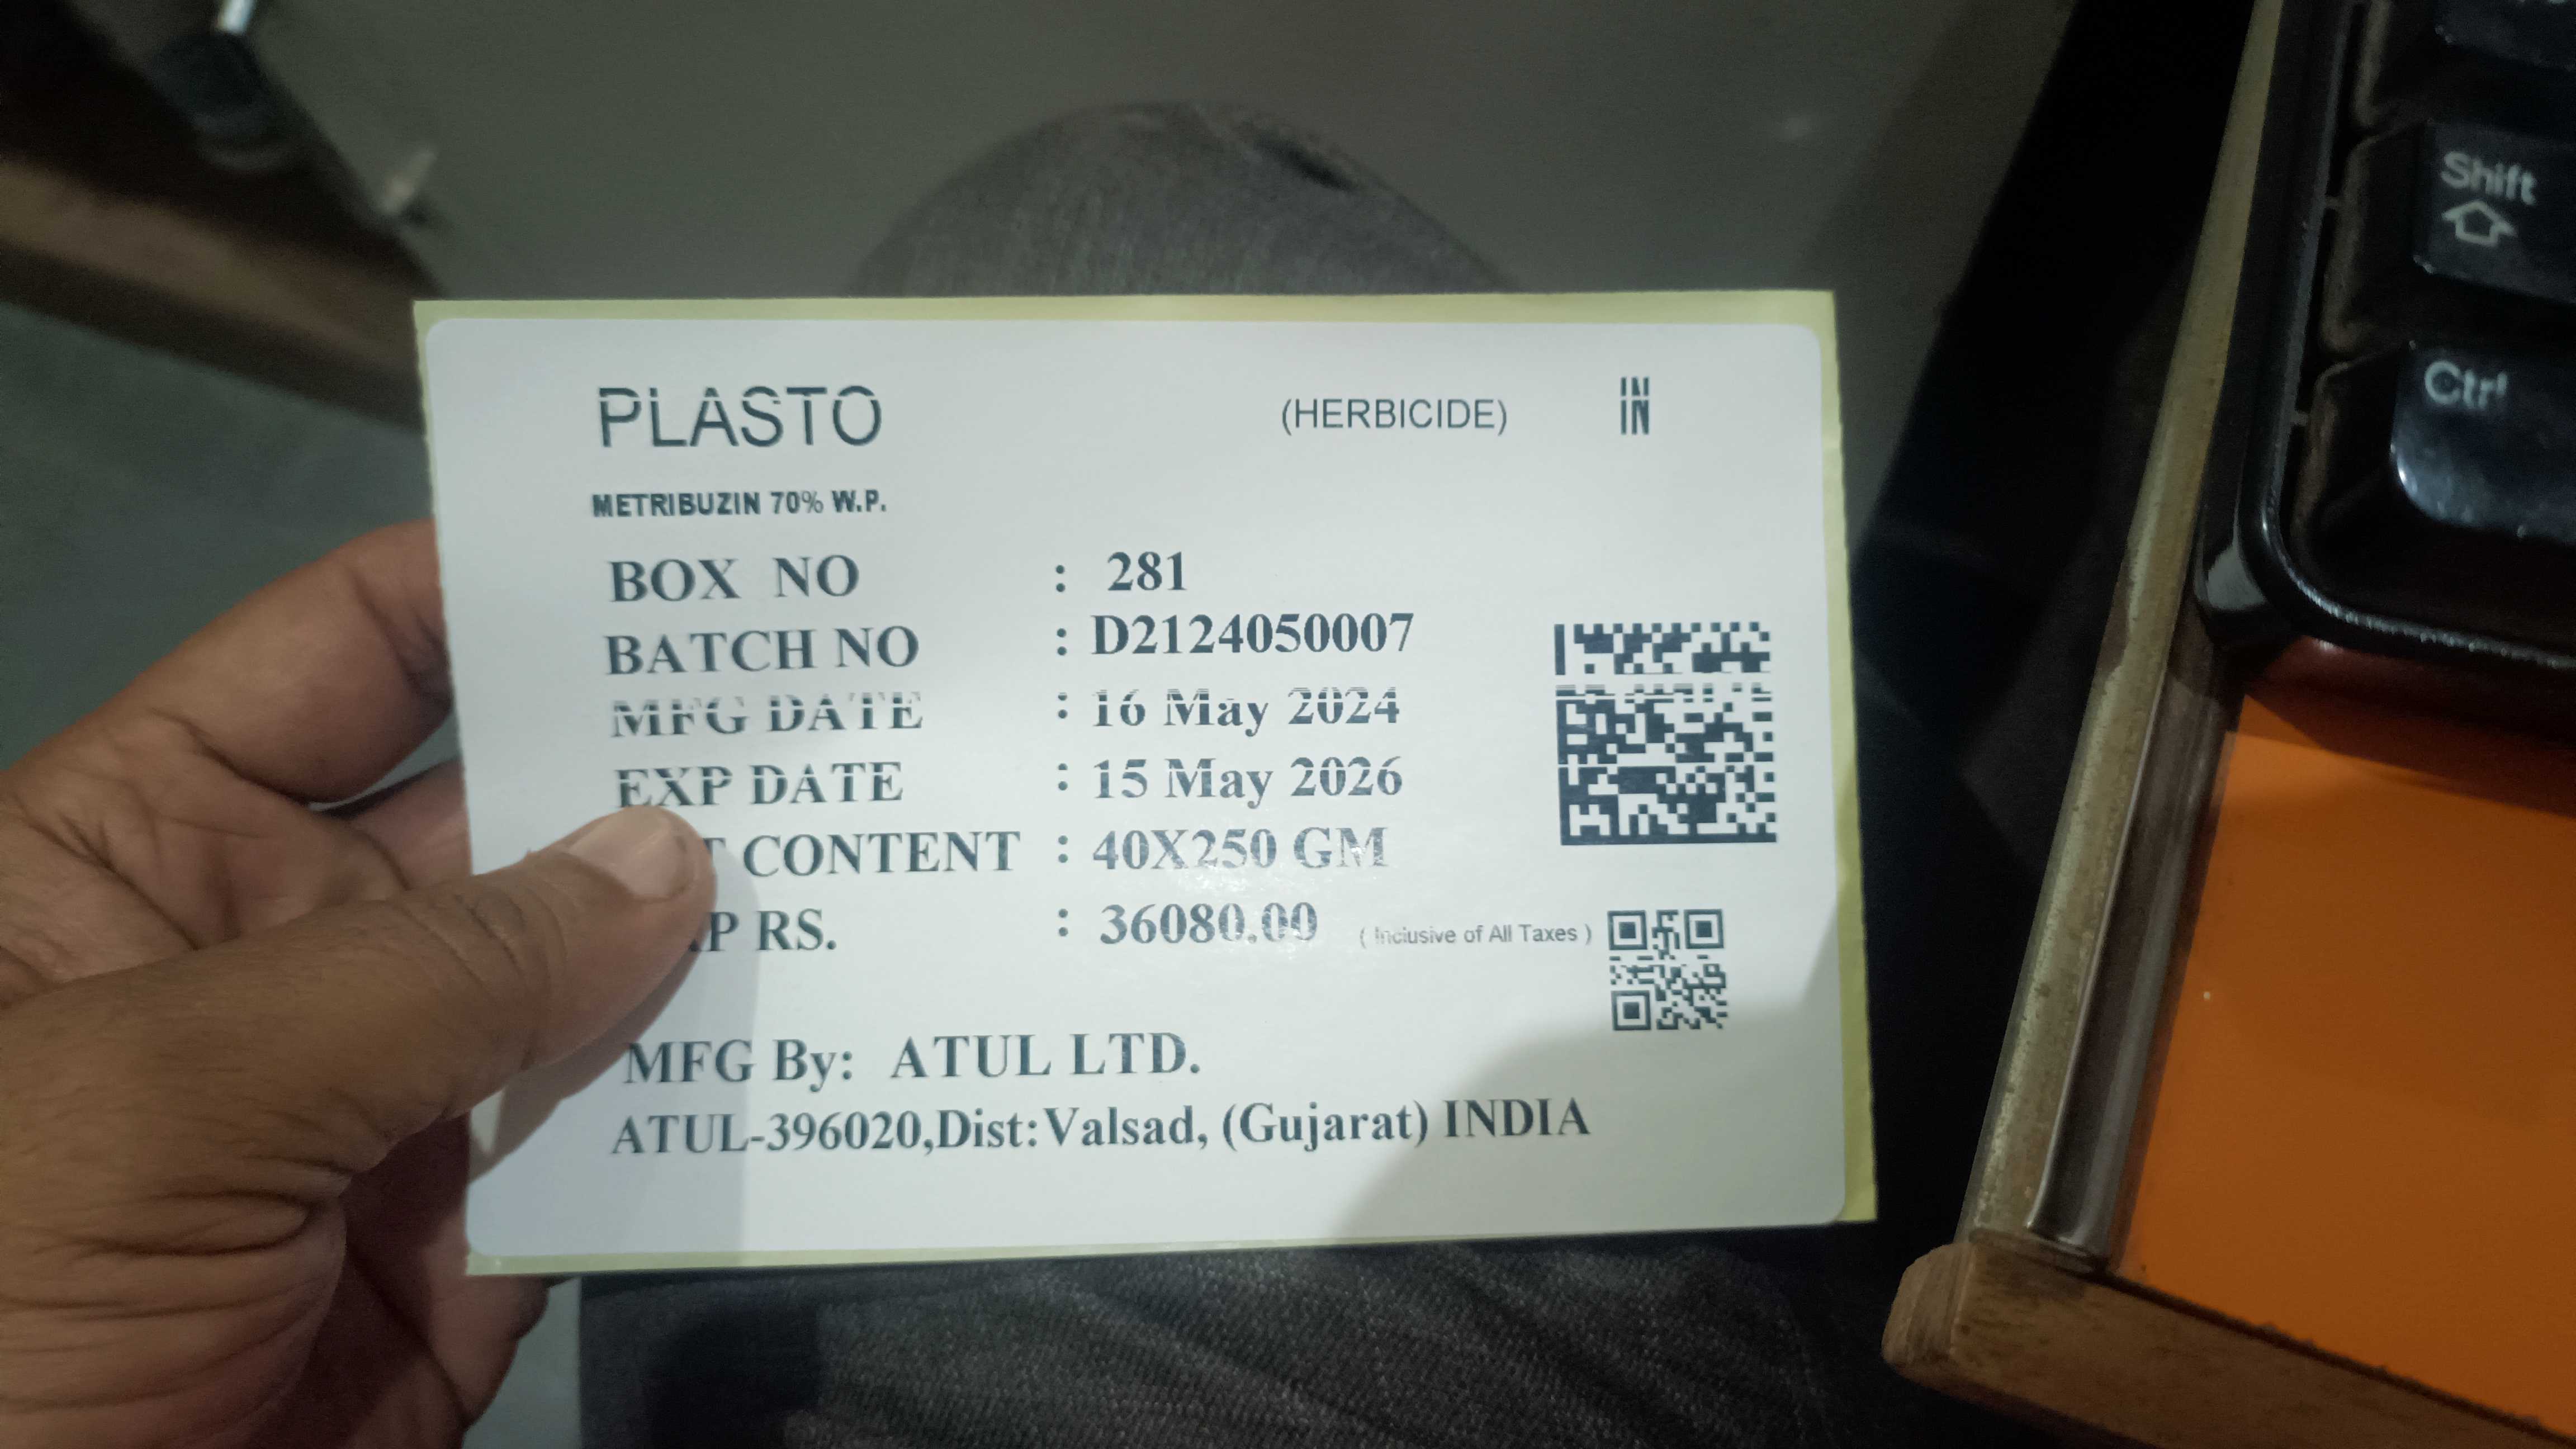 PLASTO (HERBICIDE) IN
IN
METRIBUZIN 70% W.P.
BOX NO : 281
BATCH NO : D2124050007
MFG DATE : 16 May 2024
EXP DATE : 15 May 2026
CONTENT : 40X250 GM
RS. : 36080.00 ( Inclusive of All Taxes )
MFG By: ATUL LTD.
ATUL-396020,Dist:Valsad, (Gujarat) INDIA
Shift
Ctrl